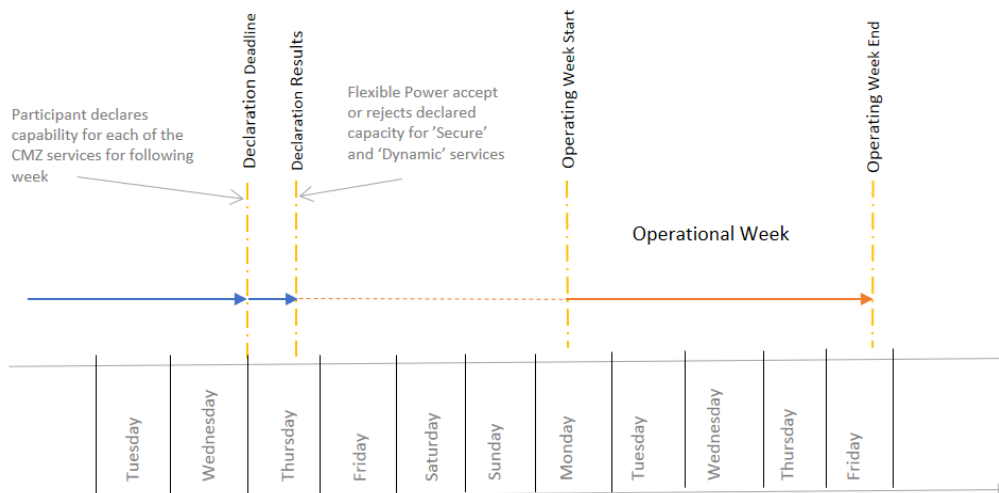 Declaration Deadline
Declaration Results
Operating Week Start
Operating Week End
Participant declares
capability for each of the
CMZ services for following
week
Flexible Power accept
or rejects declared
capacity for ’Secure’
and ‘Dynamic’ services
Operational Week
Tuesday
Wednesday
Thursday
Friday
Saturday
Sunday
Monday
Tuesday
Wednesday
Thursday
Friday